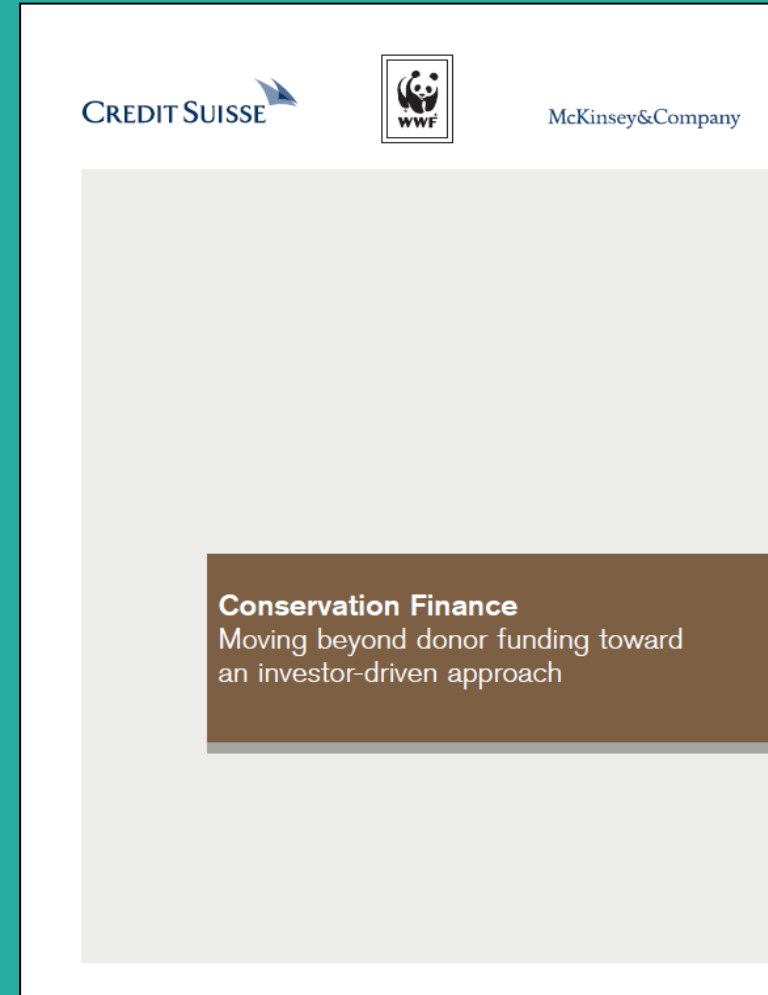 CREDIT SUISSE
WWF
McKinsey&Company
Conservation Finance
Moving beyond donor funding toward
an investor-driven approach